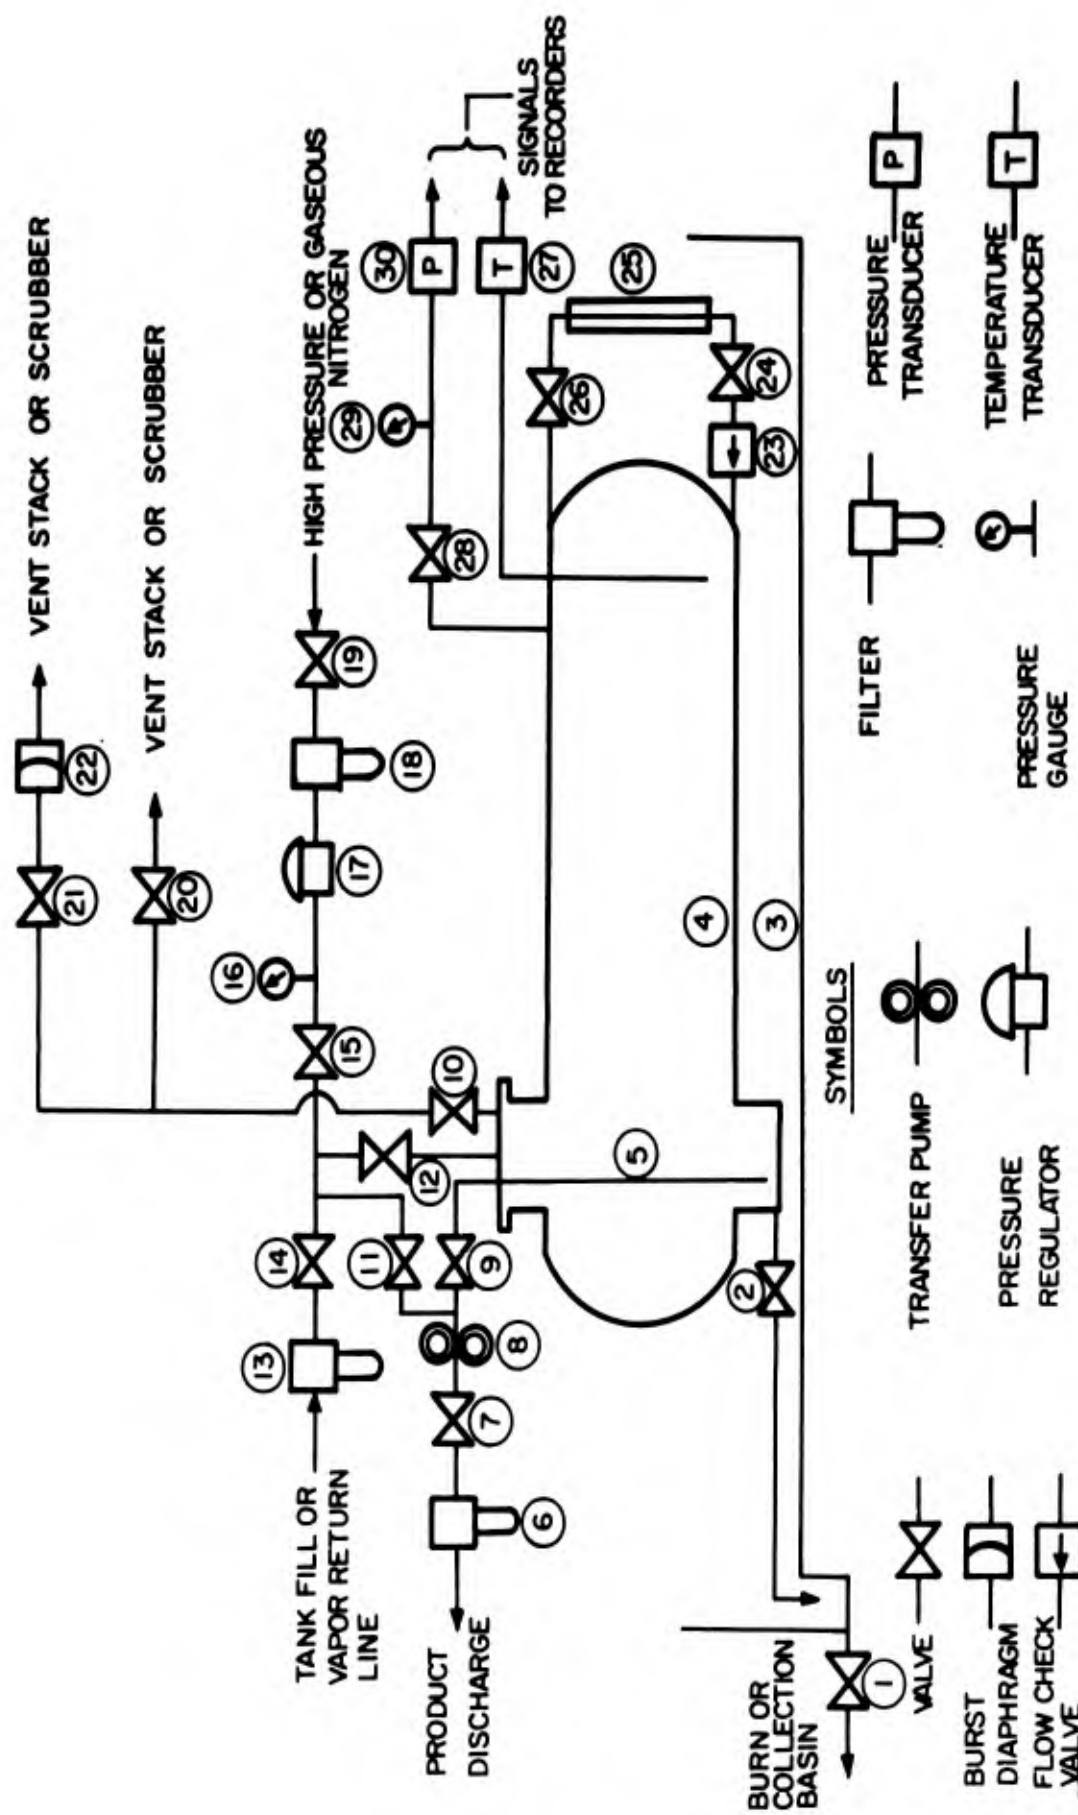 VENT STACK OR SCRUBBER
22
21
VENT STACK OR SCRUBBER
20
HIGH PRESSURE OR GASEOUS
NITROGEN
19
18
17
16
15
14
13
TANK FILL OR
VAPOR RETURN
LINE
SIGNALS
TO RECORDERS
P
30
29
28
T
27
26
25
24
23
12
11
10
9
8
7
6
PRODUCT
DISCHARGE
5
4
3
2
BURN OR
COLLECTION
BASIN
1
SYMBOLS
VALVE
TRANSFER PUMP
FILTER
PRESSURE
TRANSDUCER
P
BURST
DIAPHRAGM
PRESSURE
REGULATOR
PRESSURE
GAUGE
TEMPERATURE
TRANSDUCER
T
FLOW CHECK
VALVE